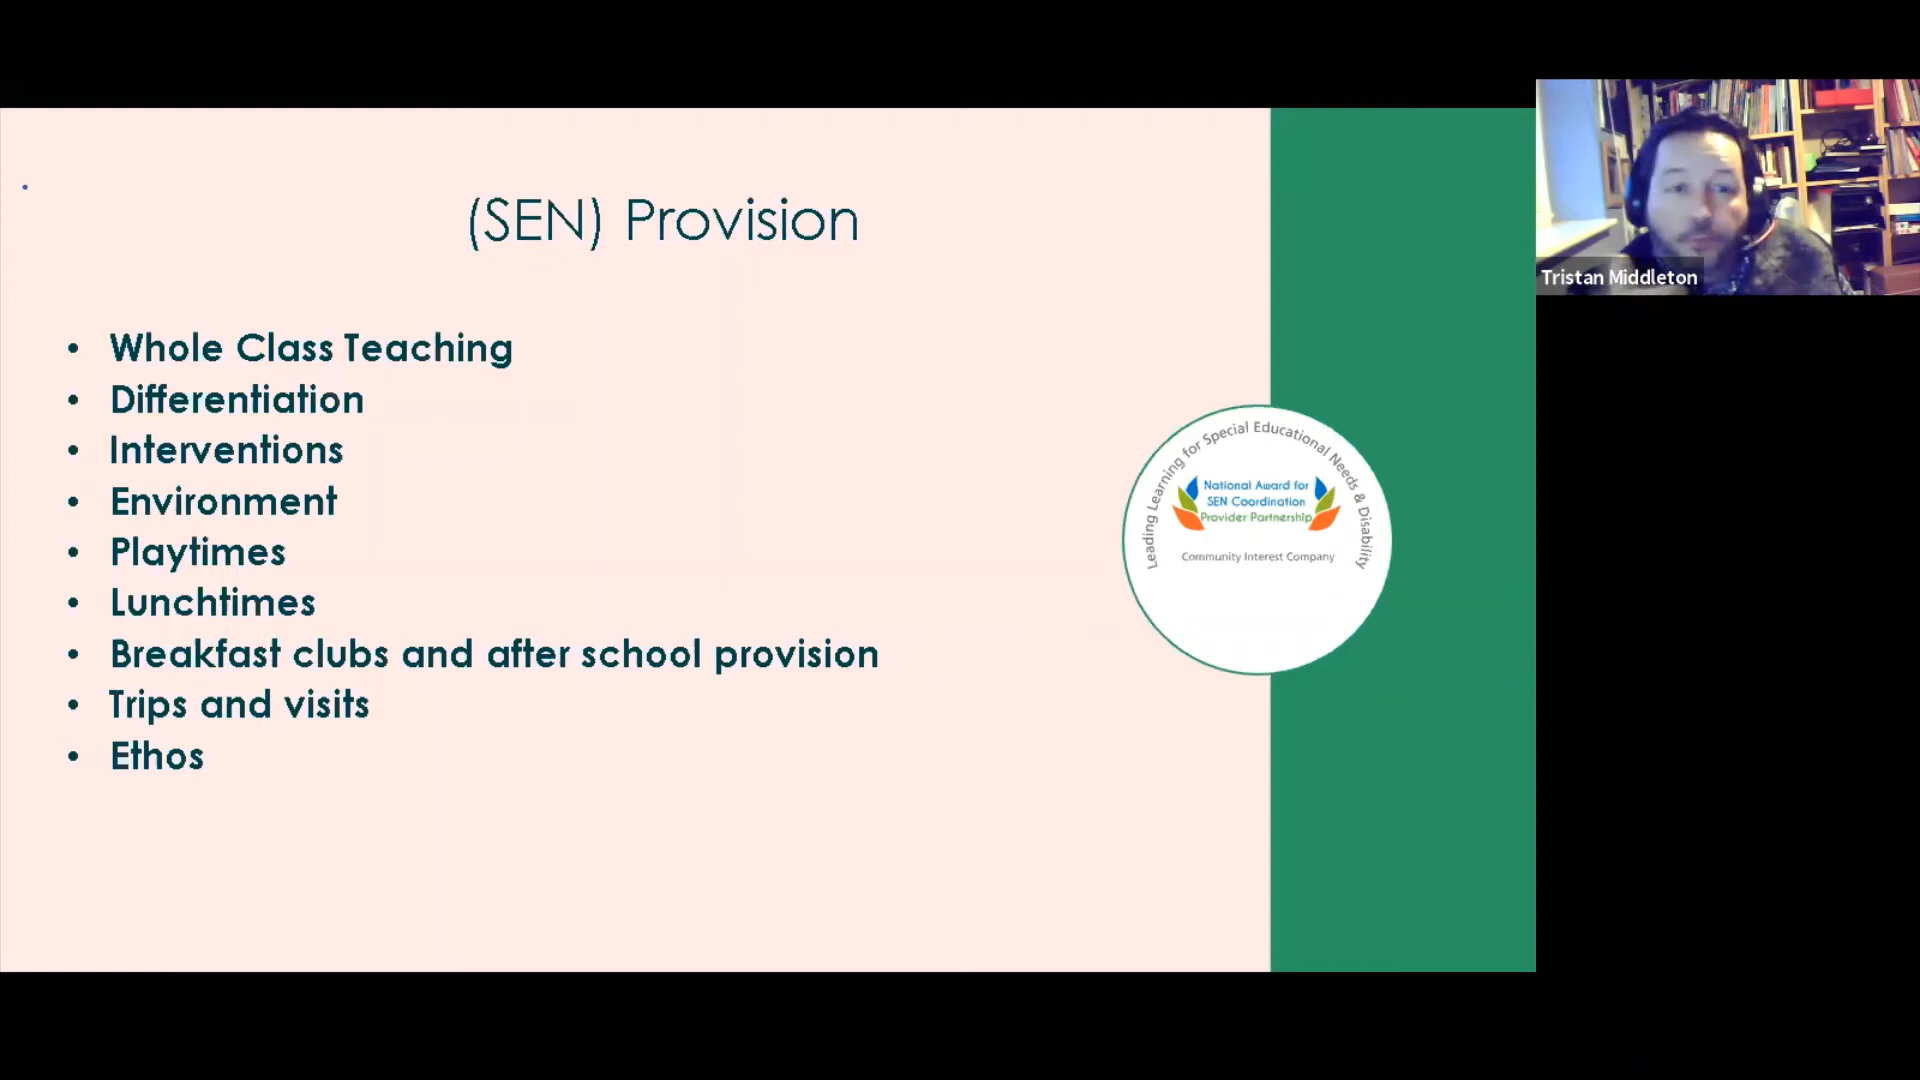 (SEN) Provision
• Whole Class Teaching
• Differentiation
• Interventions
• Environment
• Playtimes
• Lunchtimes
• Breakfast clubs and after school provision
• Trips and visits
• Ethos
Leading Learning for Special Educational Needs & Disability
National Award for
SEN Coordination
Provider Partnership
Community Interest Company
Tristan Middleton